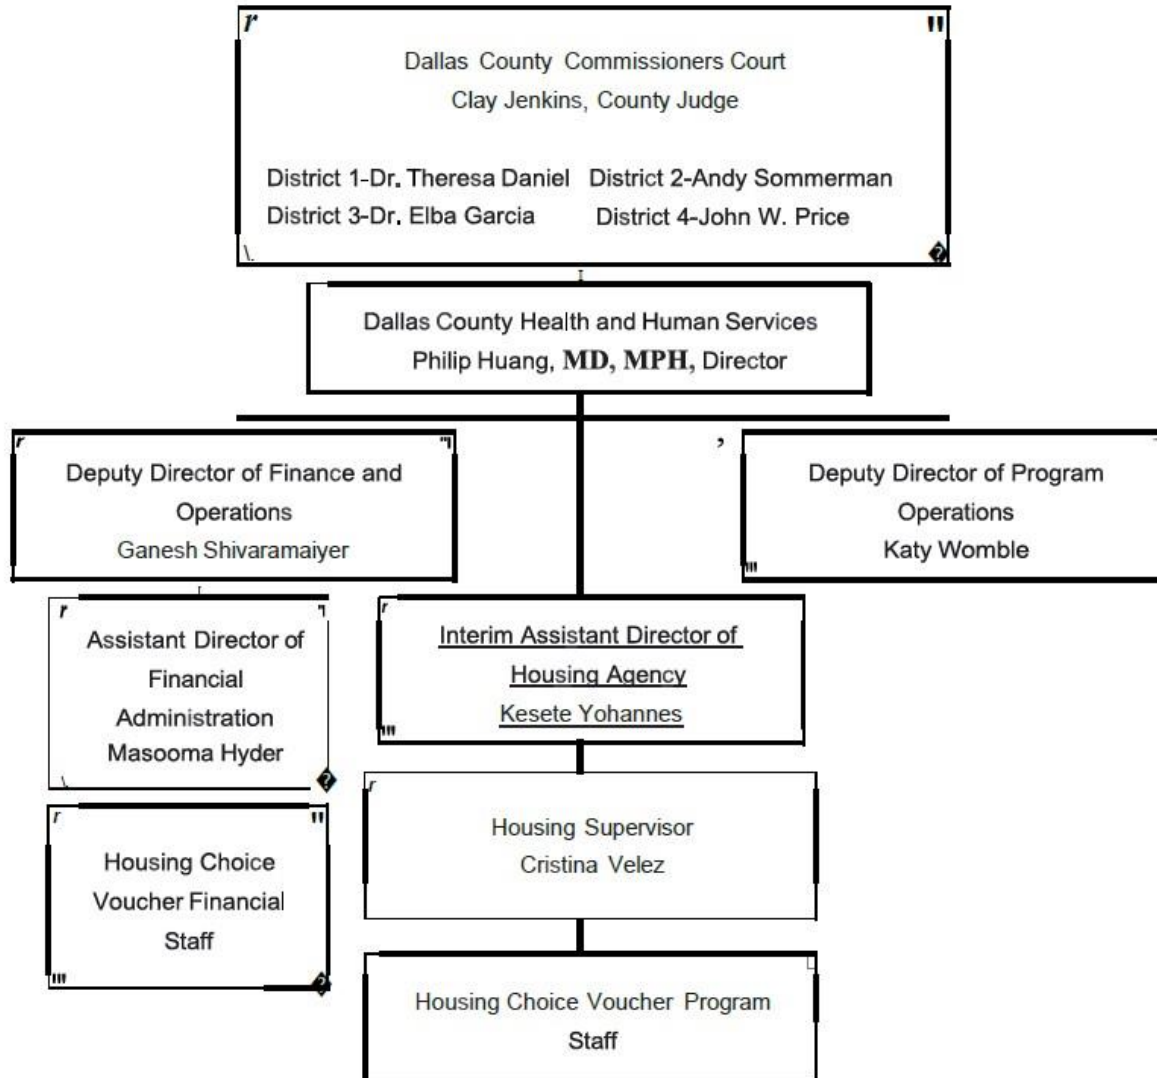 Dallas County Commissioners Court
Clay Jenkins, County Judge
District 1-Dr. Theresa Daniel District 2-Andy Sommerman
District 3-Dr. Elba Garcia District 4-John W. Price
Dallas County Health and Human Services
Philip Huang, MD, MPH, Director
Deputy Director of Finance and
Operations
Ganesh Shivaramaiyer
Deputy Director of Program
Operations
Katy Womble
Assistant Director of
Financial
Administration
Masooma Hyder
Interim Assistant Director of
Housing Agency
Kesete Yohannes
Housing Choice
Voucher Financial
Staff
Housing Supervisor
Cristina Velez
Housing Choice Voucher Program
Staff